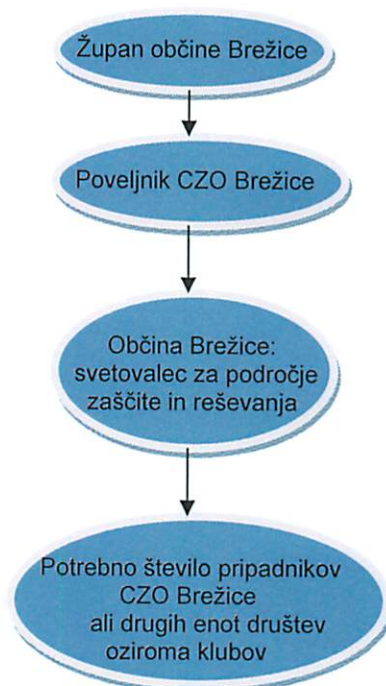 Župan občine Brežice
Poveljnik CZO Brežice
Občina Brežice:
svetovalec za področje
zaščite in reševanja
Potrebno število pripadnikov
CZO Brežice
ali drugih enot društev
oziroma klubov